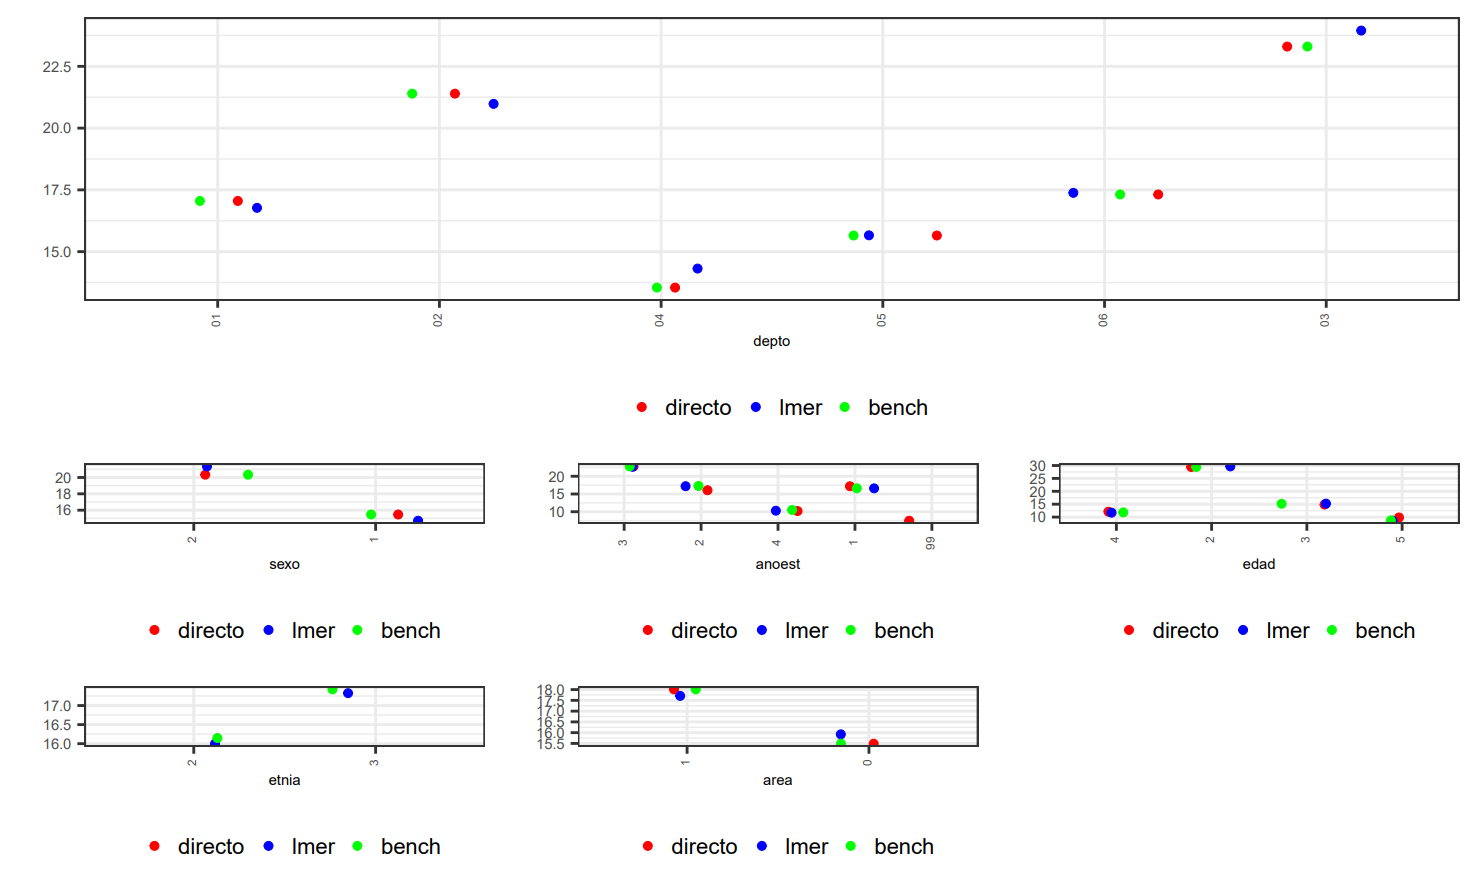 22.5
20.0
17.5
15.0
01 02 04 05 06 03
depto
directo lmer bench
20
18
16
2 1
sexo
20
15
10
3 2 4 1 99
anoest
30
25
20
15
10
4 2 3 5
edad
directo lmer bench
directo lmer bench
directo lmer bench
17.0
16.5
16.0
2 3
etnia
18.0
17.5
17.0
16.5
16.0
15.5
1 0
area
directo lmer bench
directo lmer bench